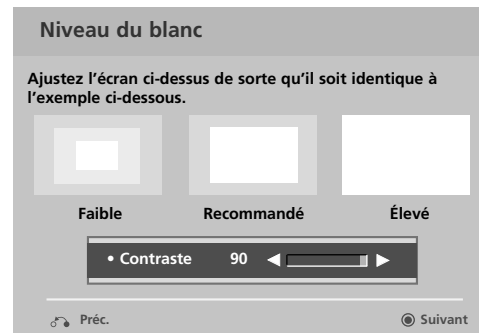 Niveau du blanc
Ajustez l'écran ci-dessus de sorte qu'il soit identique à
l'exemple ci-dessous.
Faible Recommandé Élevé
• Contraste 90 ◀ ▶
Préc. ◉ Suivant